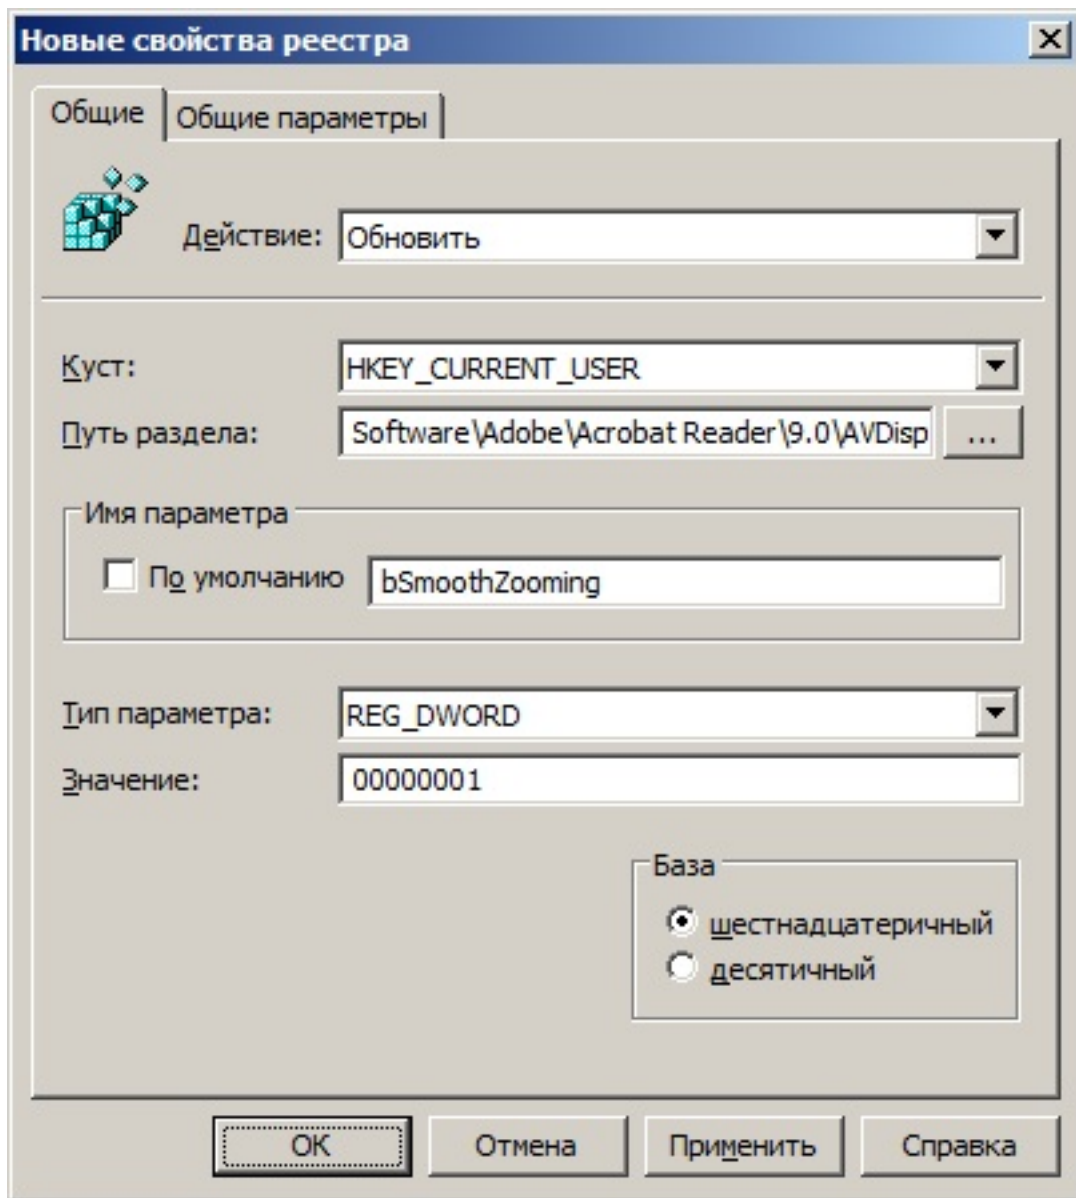 Новые свойства реестра
Общие
Общие параметры
Действие: Обновить
Куст: HKEY_CURRENT_USER
Путь раздела: Software\Adobe\Acrobat Reader\9.0\AVDisp ...
Имя параметра
По умолчанию bSmoothZooming
Тип параметра: REG_DWORD
Значение: 00000001
База
шестнадцатеричный
десятичный
ОК Отмена Применить Справка